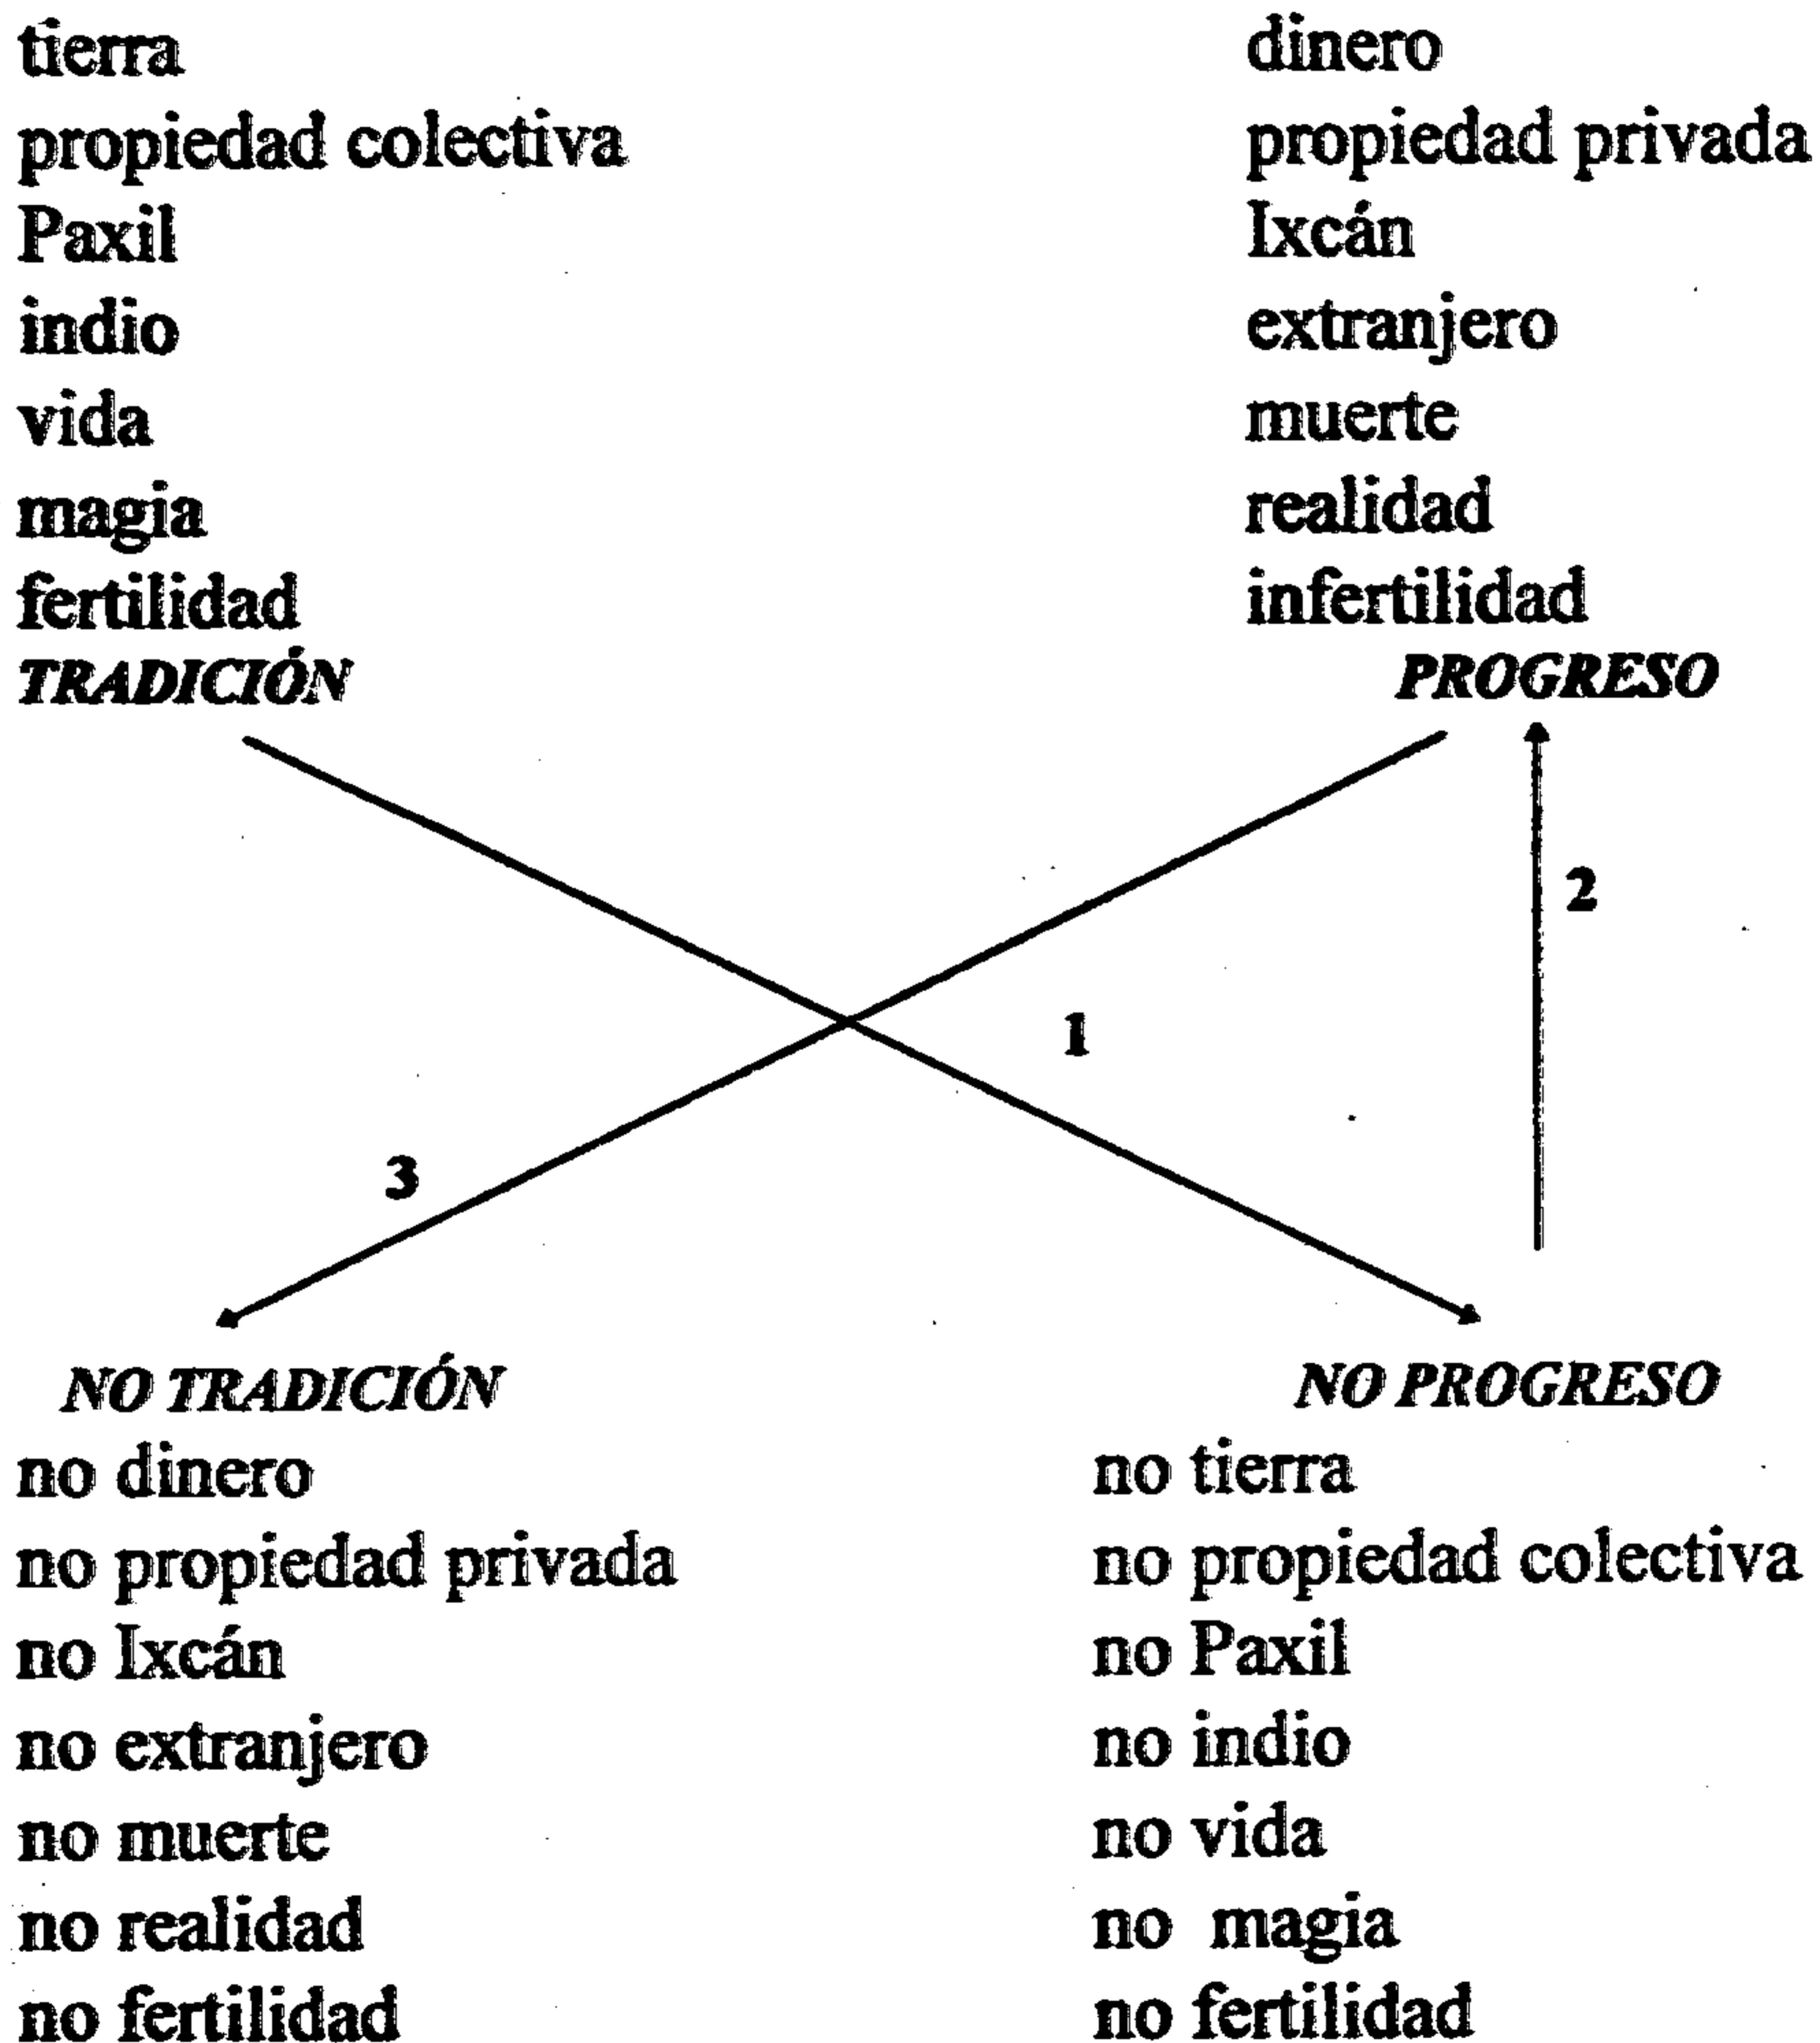 tierra
propiedad colectiva
Paxil
indio
vida
magia
fertilidad
TRADICIÓN
dinero
propiedad privada
Ixcán
extranjero
muerte
realidad
infertilidad
PROGRESO
2
1
3
NO TRADICIÓN
no dinero
no propiedad privada
no Ixcán
no extranjero
no muerte
no realidad
no fertilidad
NO PROGRESO
no tierra
no propiedad colectiva
no Paxil
no indio
no vida
no magia
no fertilidad